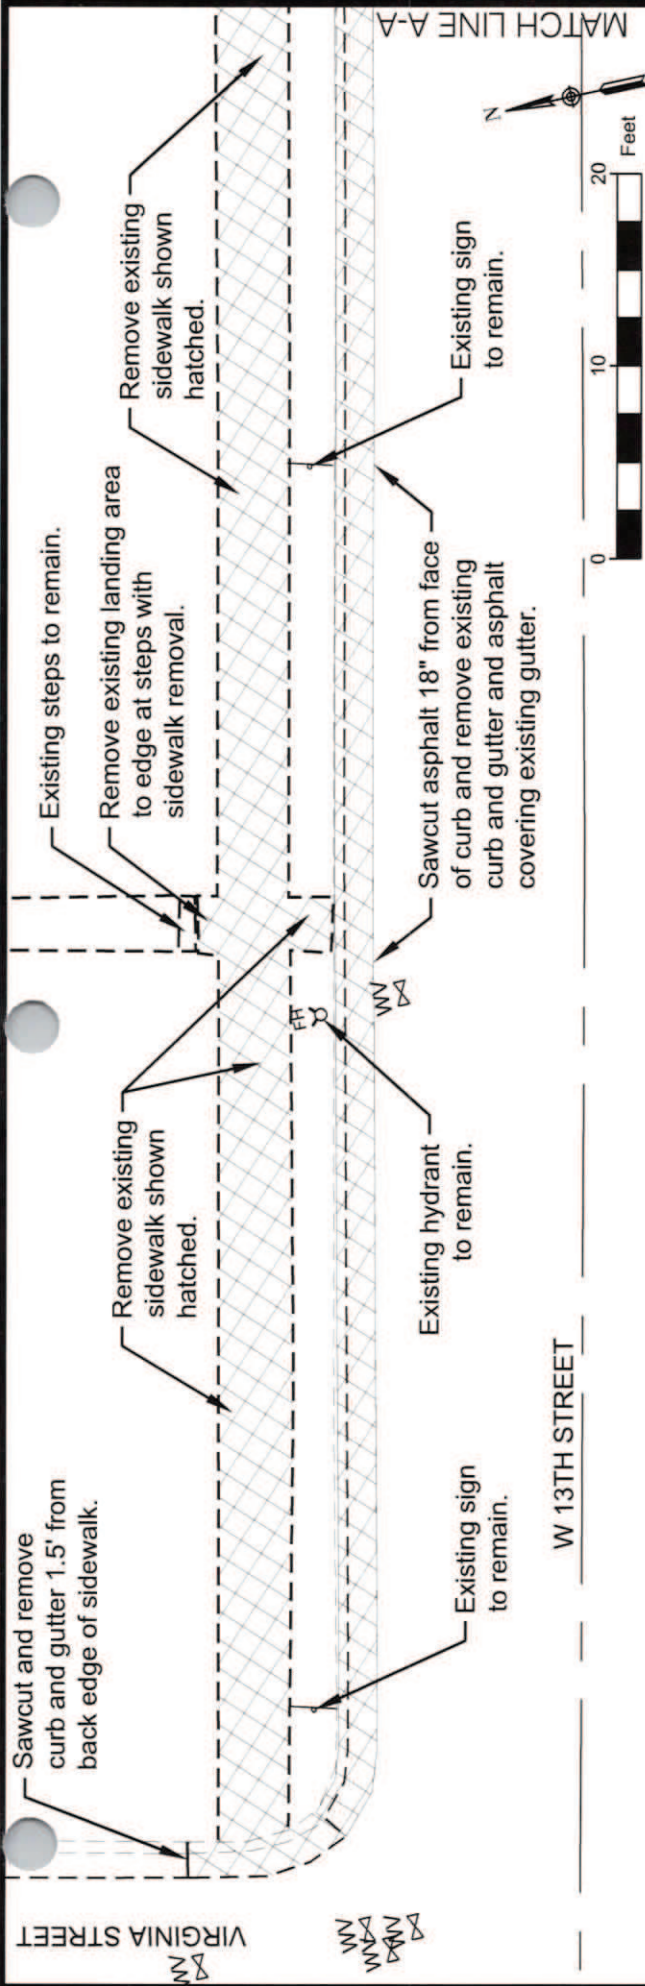 Sawcut and remove
curb and gutter 1.5' from
back edge of sidewalk.
Remove existing
sidewalk shown
hatched.
Existing steps to remain.
Remove existing landing area
to edge at steps with
sidewalk removal.
Remove existing
sidewalk shown
hatched.
VIRGINIA STREET
WV
WV
WV
WV
FH
WV
Existing sign
to remain.
Existing hydrant
to remain.
Sawcut asphalt 18" from face
of curb and remove existing
curb and gutter and asphalt
covering existing gutter.
Existing sign
to remain.
W 13TH STREET
N
0
10
20
Feet
MATCH LINE A-A